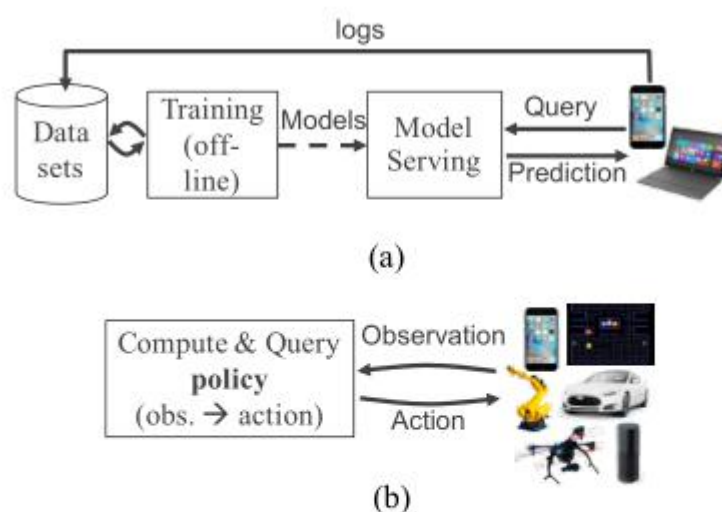 logs
Data
sets
Training
(off-
line)
Models
Model
Serving
Query
Prediction
(a)
Compute & Query
policy
(obs. → action)
Observation
Action
(b)